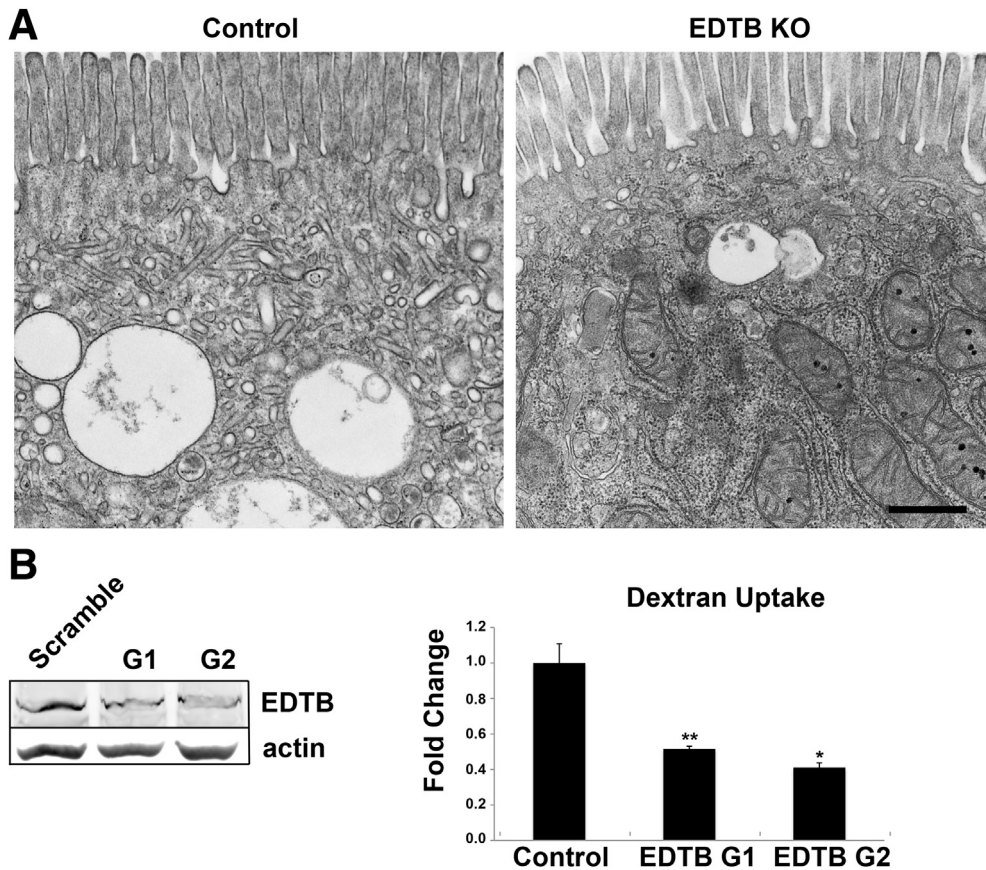 A
Control
EDTB KO
B
Scramble
G1
G2
EDTB
actin
Dextran Uptake
Fold Change
1.2
1.0
0.8
0.6
0.4
0.2
0.0
**
*
Control
EDTB G1
EDTB G2